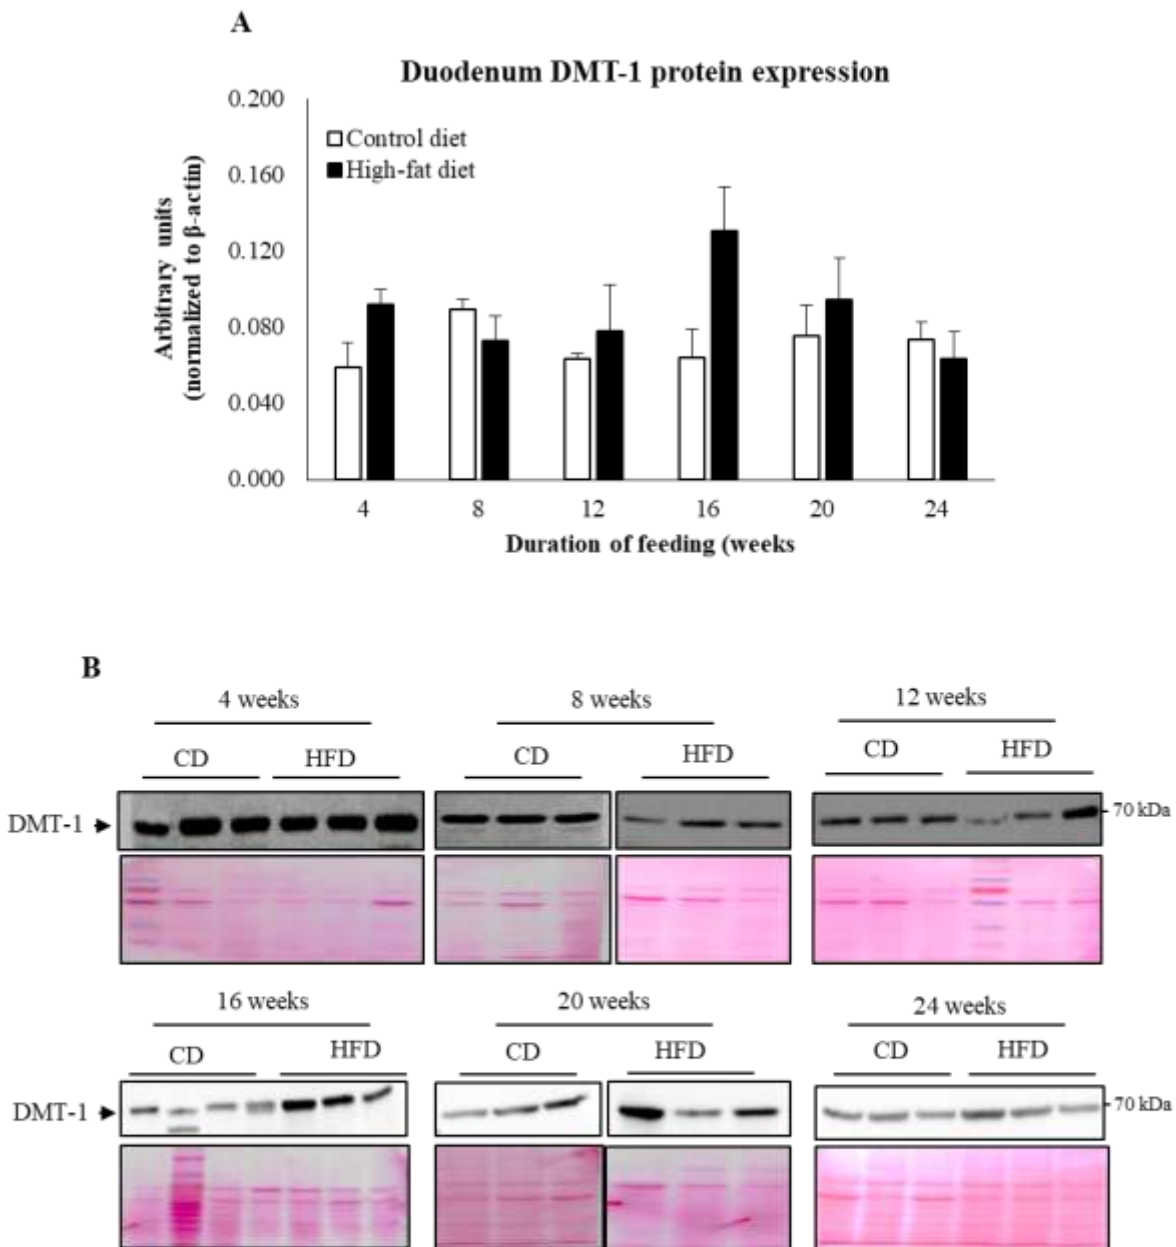 A
Duodenum DMT-1 protein expression
Arbitrary units
(normalized to β-actin)
0.200
0.160
0.120
0.080
0.040
0.000
Control diet
High-fat diet
4 8 12 16 20 24
Duration of feeding (weeks
B
4 weeks 8 weeks 12 weeks
CD HFD CD HFD CD HFD
DMT-1 70 kDa
16 weeks 20 weeks 24 weeks
CD HFD CD HFD CD HFD
DMT-1 70 kDa